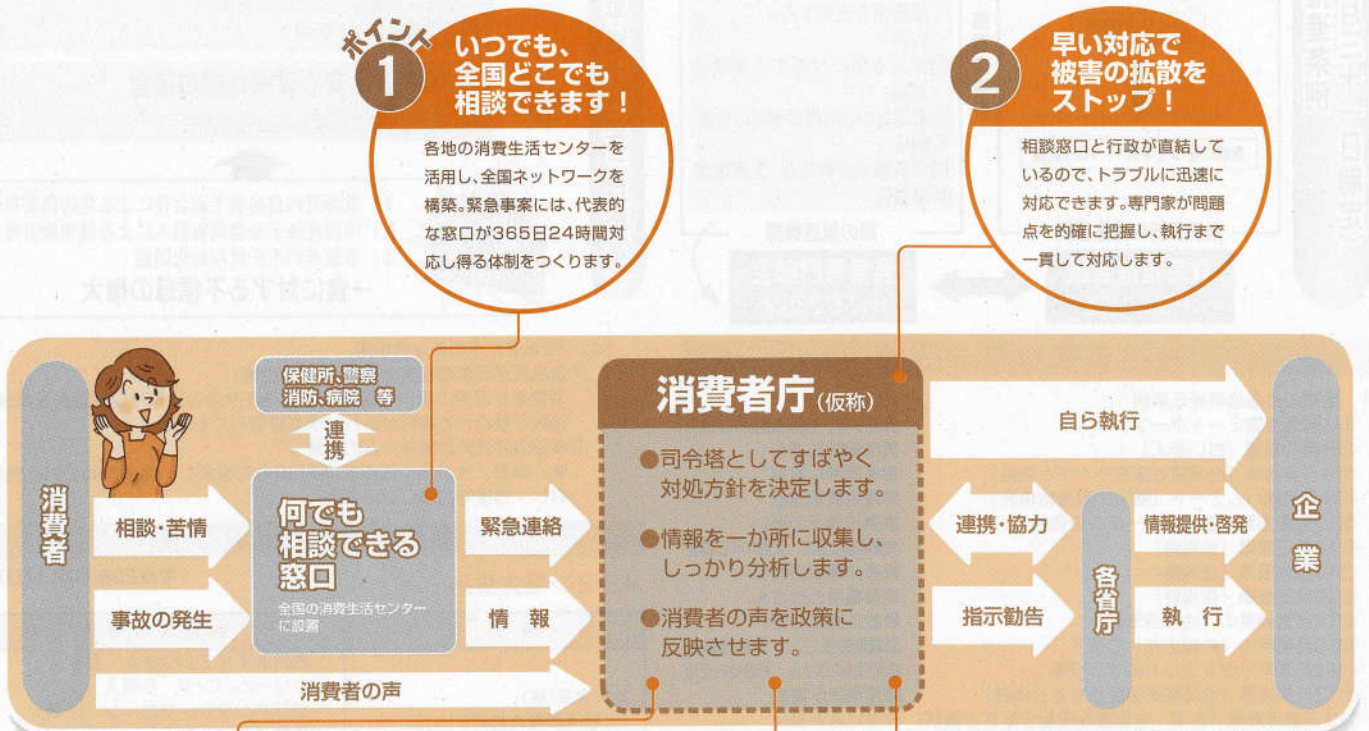 ポイント
1
いつでも、
全国どこでも
相談できます！
各地の消費生活センターを
活用し、全国ネットワークを
構築。緊急事案には、代表的
な窓口が365日24時間対
応し得る体制をつくります。
2
早い対応で
被害の拡散を
ストップ！
相談窓口と行政が直結して
いるので、トラブルに迅速に
対応できます。専門家が問題
点を的確に把握し、執行まで
一貫して対応します。
消費者
保健所、警察
消防、病院　等
連携
相談・苦情
事故の発生
何でも
相談できる
窓口
全国の消費生活センター
に設置
緊急連絡
情　報
消費者の声
消費者庁(仮称)
●司令塔としてすばやく
対処方針を決定します。
●情報を一か所に収集し、
しっかり分析します。
●消費者の声を政策に
反映させます。
自ら執行
連携・協力
指示勧告
各省庁
情報提供・啓発
執　行
企業